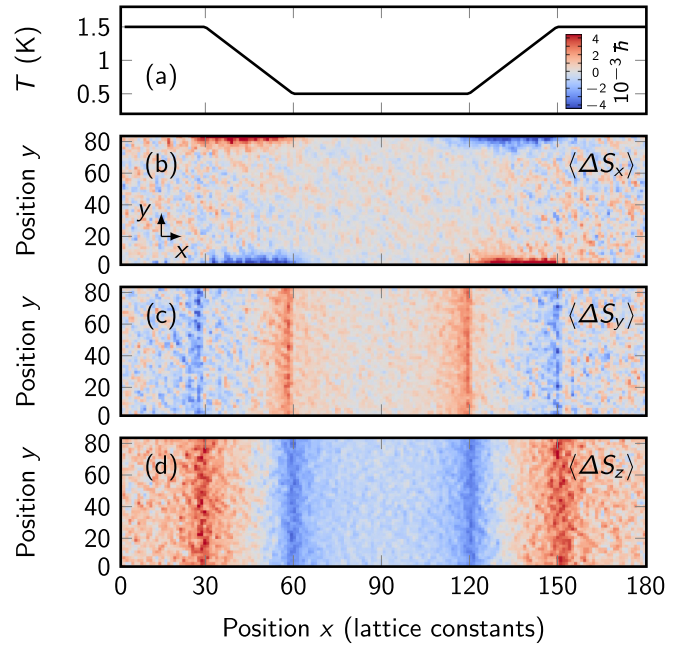 T (K)
1.5
1
0.5
(a)
4
2
0
−2
−4
10⁻³ ℏ
Position y
80
60
40
20
0
(b)
⟨ΔSₓ⟩
y
x
Position y
80
60
40
20
0
(c)
⟨ΔS_y⟩
Position y
80
60
40
20
0
(d)
⟨ΔS_z⟩
0 30 60 90 120 150 180
Position x (lattice constants)